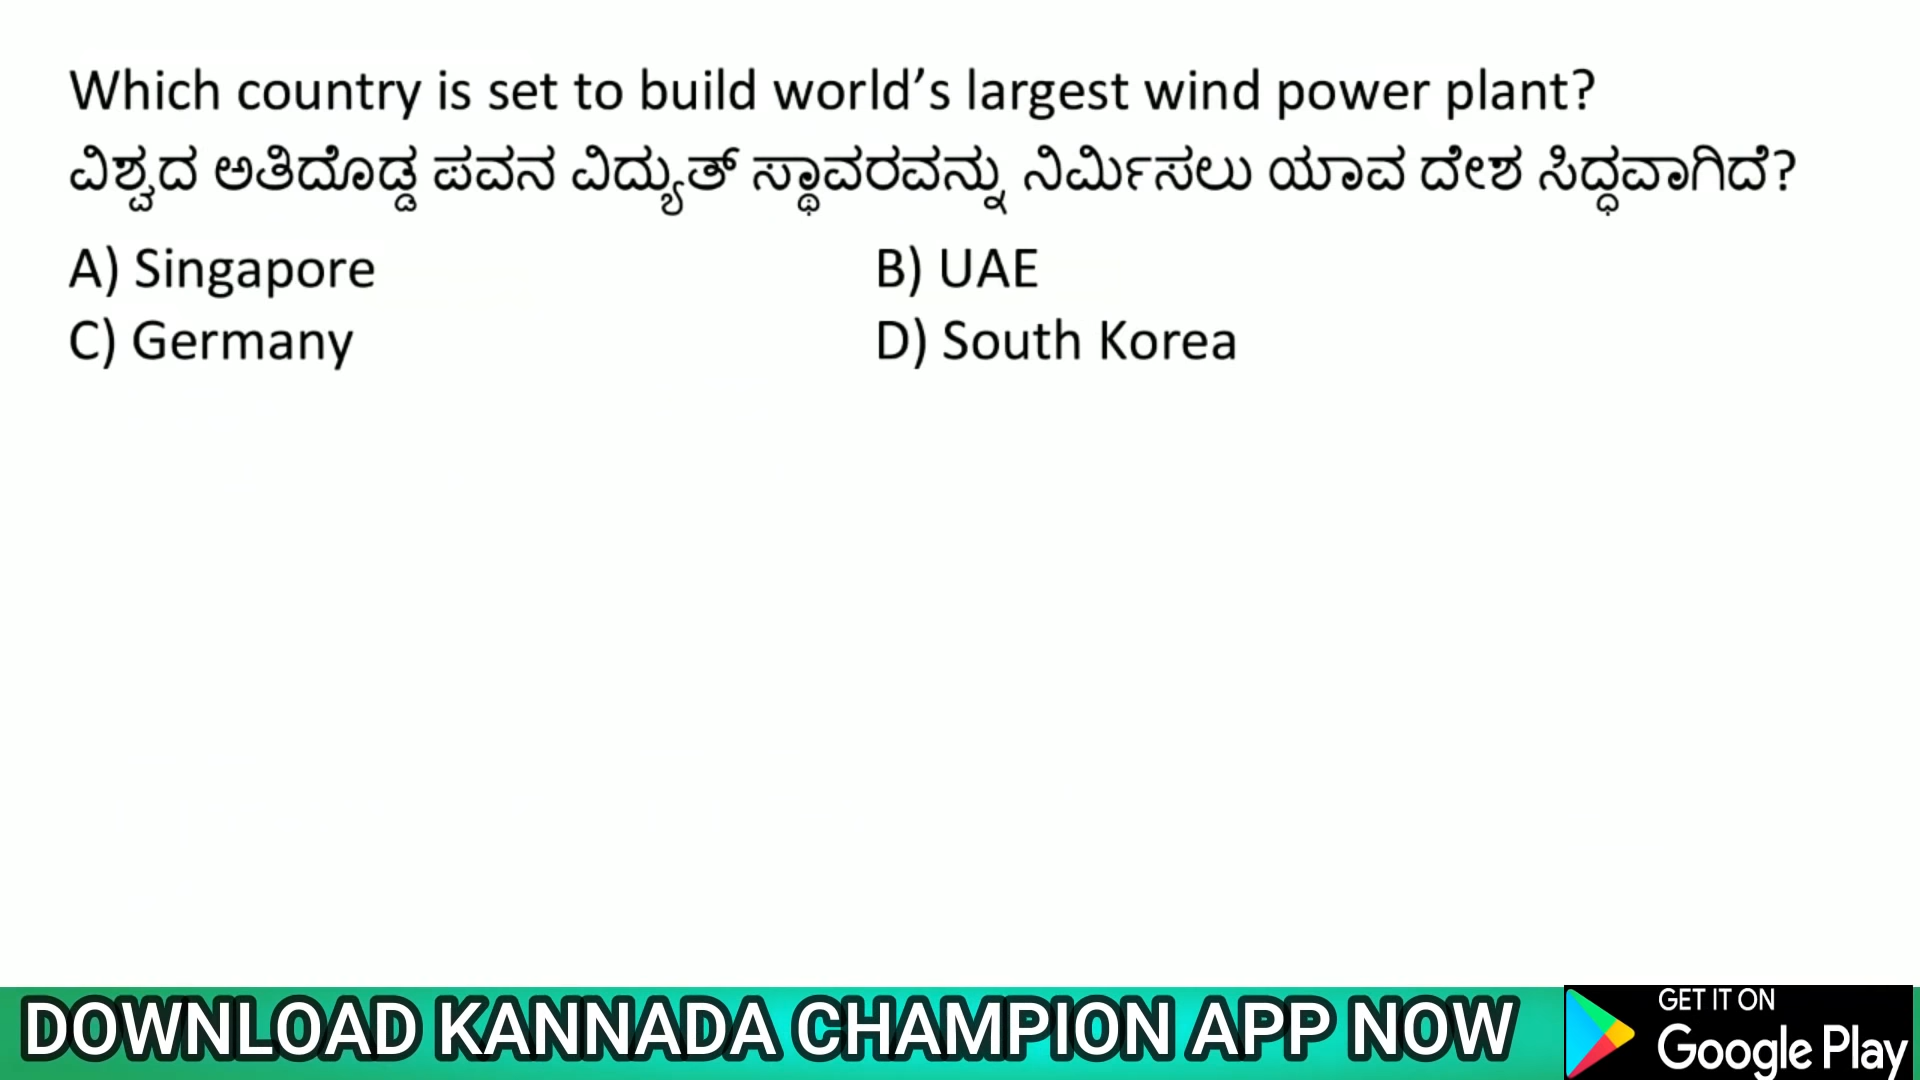 Which country is set to build world’s largest wind power plant?
ವಿಶ್ವದ ಅತಿದೊಡ್ಡ ಪವನ ವಿದ್ಯುತ್ ಸ್ಥಾವರವನ್ನು ನಿರ್ಮಿಸಲು ಯಾವ ದೇಶ ಸಿದ್ಧವಾಗಿದೆ?
A) Singapore B) UAE
C) Germany D) South Korea
DOWNLOAD KANNADA CHAMPION APP NOW
GET IT ON
Google Play